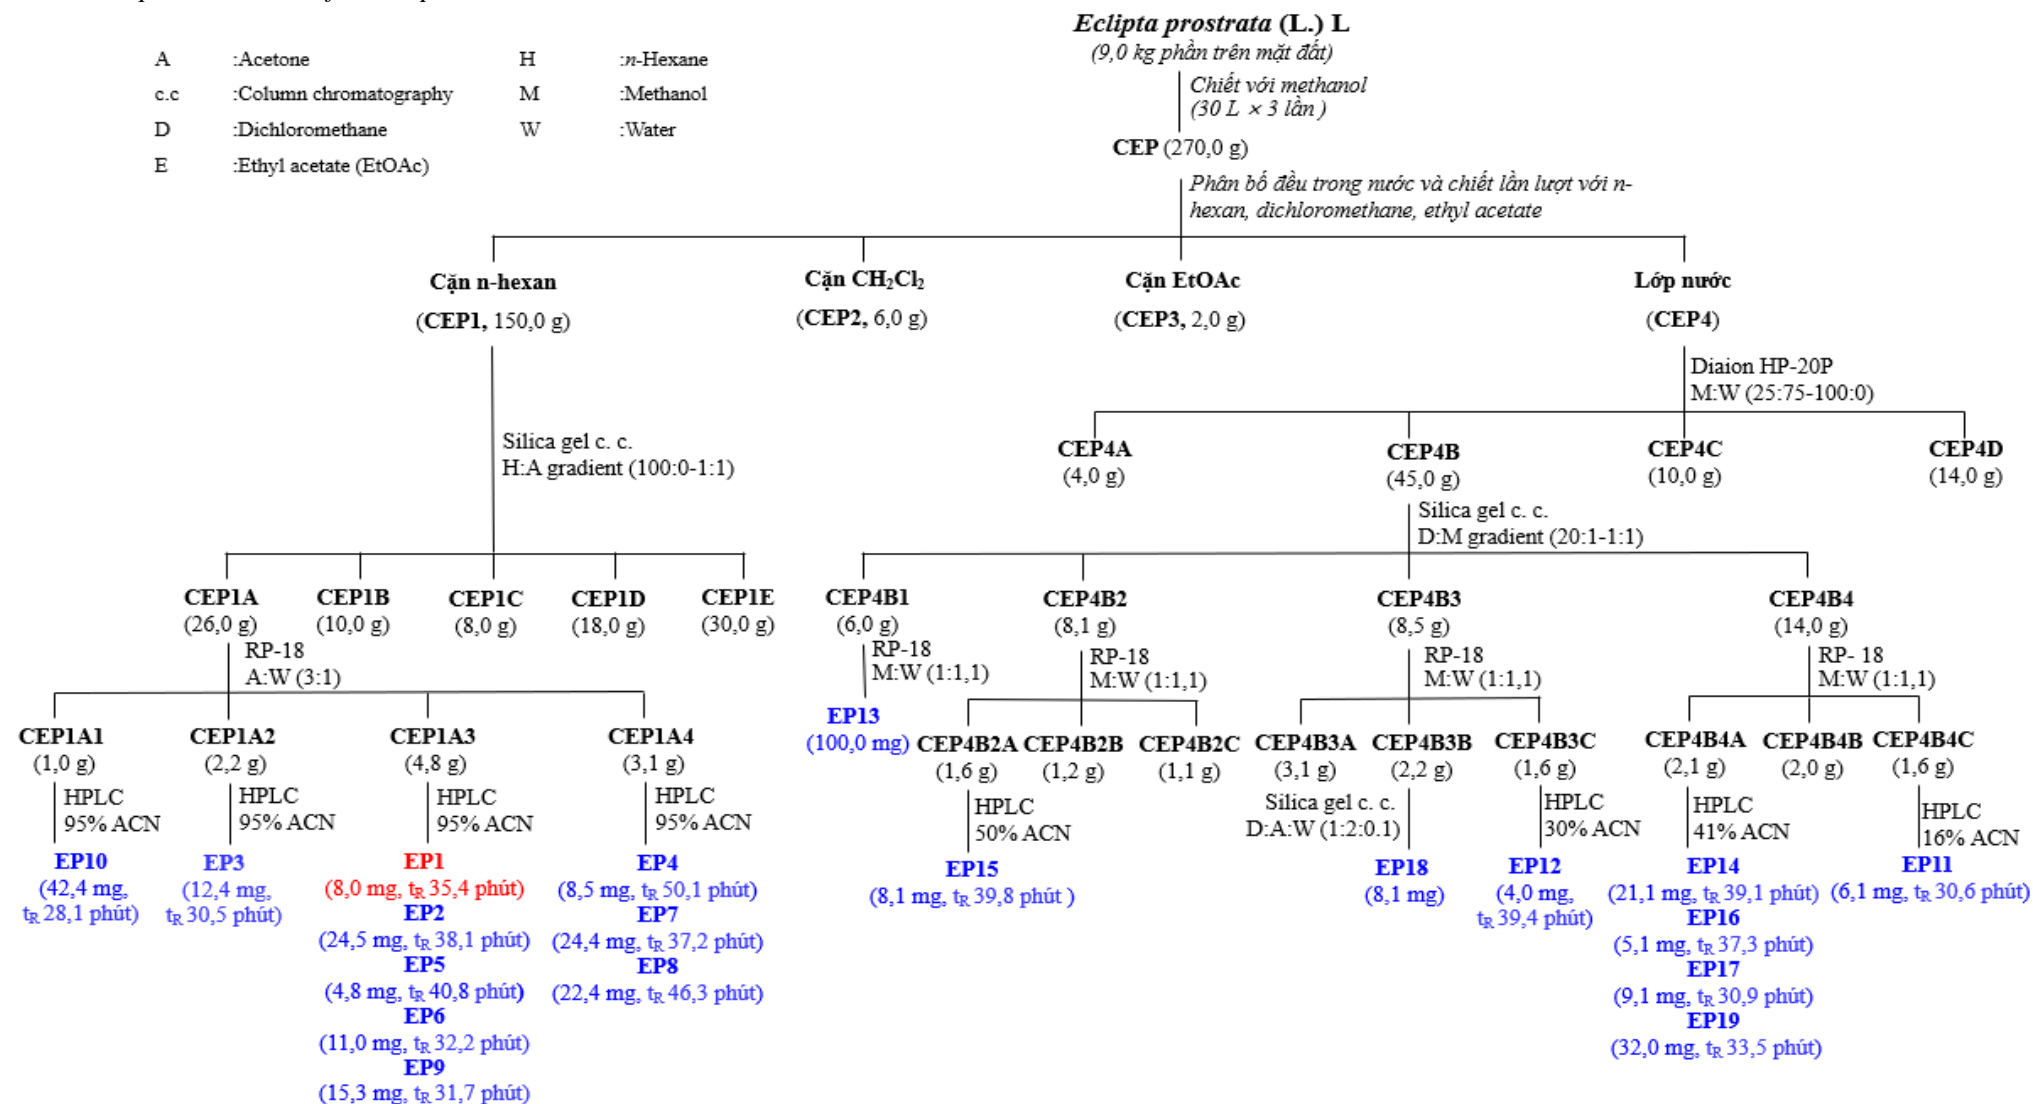 Eclipta prostrata (L.) L
(9,0 kg phần trên mặt đất)
A :Acetone H :n-Hexane
c.c :Column chromatography M :Methanol
D :Dichloromethane W :Water
E :Ethyl acetate (EtOAc)
Chiết với methanol
(30 L × 3 lần )
CEP (270,0 g)
Phân bố đều trong nước và chiết lần lượt với n-
hexan, dichloromethane, ethyl acetate
Cặn n-hexan
(CEP1, 150,0 g)
Cặn CH₂Cl₂
(CEP2, 6,0 g)
Cặn EtOAc
(CEP3, 2,0 g)
Lớp nước
(CEP4)
Diaion HP-20P
M:W (25:75-100:0)
Silica gel c. c.
H:A gradient (100:0-1:1)
CEP4A
(4,0 g)
CEP4B
(45,0 g)
CEP4C
(10,0 g)
CEP4D
(14,0 g)
Silica gel c. c.
D:M gradient (20:1-1:1)
CEP1A
(26,0 g)
CEP1B
(10,0 g)
CEP1C
(8,0 g)
CEP1D
(18,0 g)
CEP1E
(30,0 g)
CEP4B1
(6,0 g)
CEP4B2
(8,1 g)
CEP4B3
(8,5 g)
CEP4B4
(14,0 g)
RP-18
A:W (3:1)
RP-18
M:W (1:1,1)
RP-18
M:W (1:1,1)
RP-18
M:W (1:1,1)
RP- 18
M:W (1:1,1)
CEP1A1
(1,0 g)
CEP1A2
(2,2 g)
CEP1A3
(4,8 g)
CEP1A4
(3,1 g)
EP13
(100,0 mg)
CEP4B2A
(1,6 g)
CEP4B2B
(1,2 g)
CEP4B2C
(1,1 g)
CEP4B3A
(3,1 g)
CEP4B3B
(2,2 g)
CEP4B3C
(1,6 g)
CEP4B4A
(2,1 g)
CEP4B4B
(2,0 g)
CEP4B4C
(1,6 g)
HPLC
95% ACN
HPLC
95% ACN
HPLC
95% ACN
HPLC
95% ACN
HPLC
50% ACN
Silica gel c. c.
D:A:W (1:2:0.1)
HPLC
30% ACN
HPLC
41% ACN
HPLC
16% ACN
EP10
(42,4 mg,
tR 28,1 phút)
EP3
(12,4 mg,
tR 30,5 phút)
EP1
(8,0 mg, tR 35,4 phút)
EP2
(24,5 mg, tR 38,1 phút)
EP5
(4,8 mg, tR 40,8 phút)
EP6
(11,0 mg, tR 32,2 phút)
EP9
(15,3 mg, tR 31,7 phút)
EP4
(8,5 mg, tR 50,1 phút)
EP7
(24,4 mg, tR 37,2 phút)
EP8
(22,4 mg, tR 46,3 phút)
EP15
(8,1 mg, tR 39,8 phút )
EP18
(8,1 mg)
EP12
(4,0 mg,
tR 39,4 phút)
EP14
(21,1 mg, tR 39,1 phút)
EP16
(5,1 mg, tR 37,3 phút)
EP17
(9,1 mg, tR 30,9 phút)
EP19
(32,0 mg, tR 33,5 phút)
EP11
(6,1 mg, tR 30,6 phút)